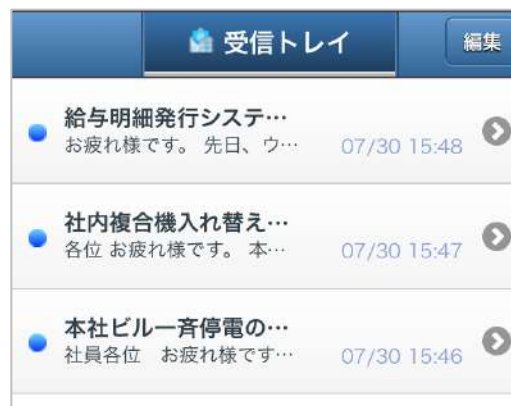 受信トレイ
編集
給与明細発行システ…
お疲れ様です。 先日、ウ…
07/30 15:48
社内複合機入れ替え…
各位 お疲れ様です。 本…
07/30 15:47
本社ビル一斉停電の…
社員各位　お疲れ様です…
07/30 15:46